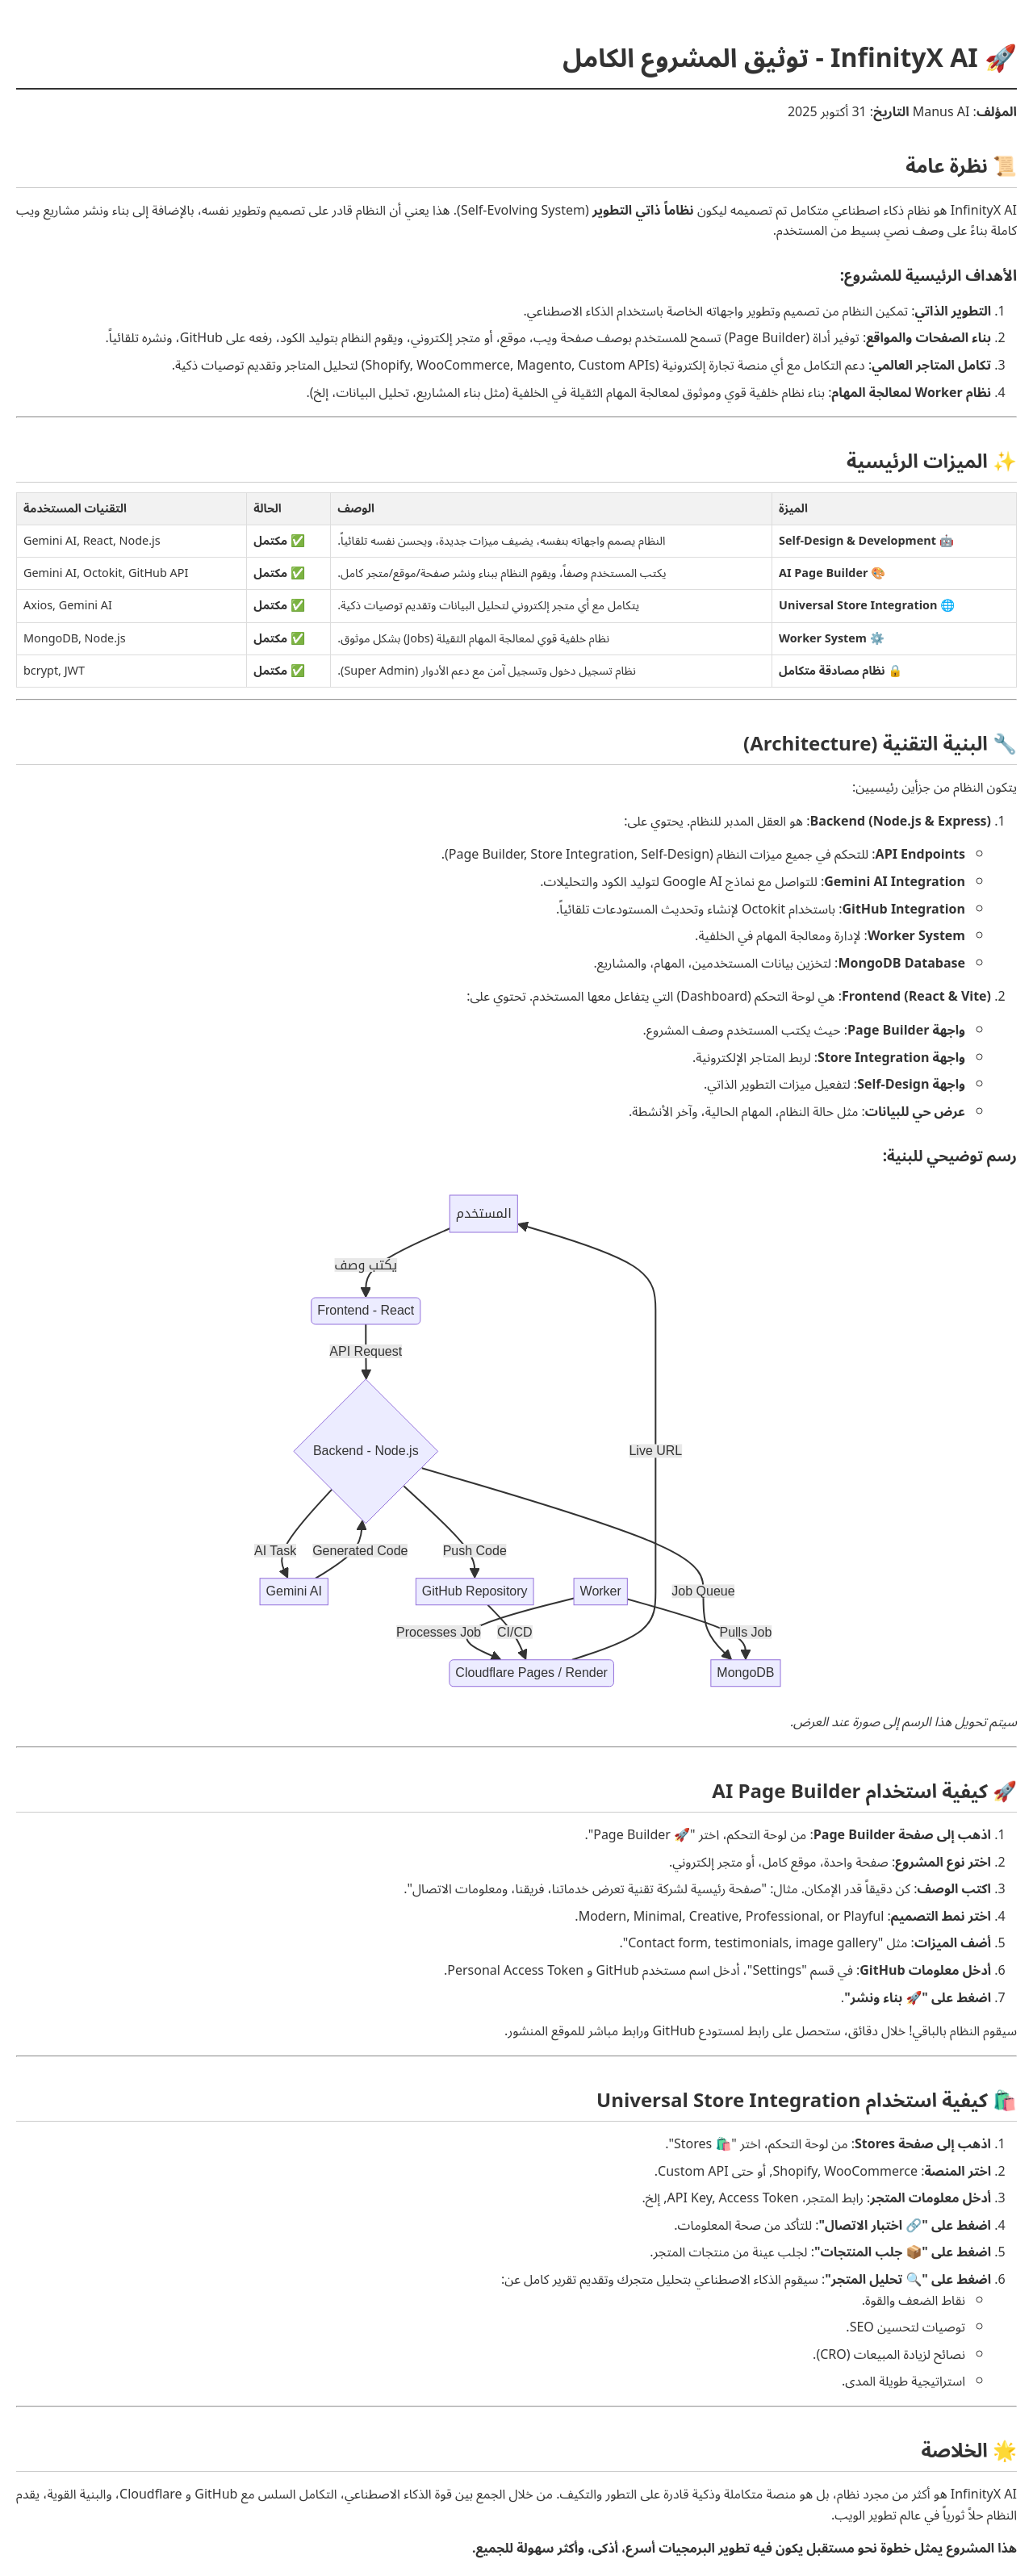 🚀 InfinityX AI - توثيق المشروع الكامل
المؤلف: Manus AI التاريخ: 31 أكتوبر 2025
📜 نظرة عامة
InfinityX AI هو نظام ذكاء اصطناعي متكامل تم تصميمه ليكون نظاماً ذاتي التطوير (Self-Evolving System). هذا يعني أن النظام قادر على تصميم وتطوير نفسه، بالإضافة إلى بناء ونشر مشاريع ويب
كاملة بناءً على وصف نصي بسيط من المستخدم.
الأهداف الرئيسية للمشروع:
1. التطوير الذاتي: تمكين النظام من تصميم وتطوير واجهاته الخاصة باستخدام الذكاء الاصطناعي.
2. بناء الصفحات والمواقع: توفير أداة (Page Builder) تسمح للمستخدم بوصف صفحة ويب، موقع، أو متجر إلكتروني، ويقوم النظام بتوليد الكود، رفعه على GitHub، ونشره تلقائياً.
3. تكامل المتاجر العالمي: دعم التكامل مع أي منصة تجارة إلكترونية (Shopify, WooCommerce, Magento, Custom APIs) لتحليل المتاجر وتقديم توصيات ذكية.
4. نظام Worker لمعالجة المهام: بناء نظام خلفية قوي وموثوق لمعالجة المهام الثقيلة في الخلفية (مثل بناء المشاريع، تحليل البيانات، إلخ).
✨ الميزات الرئيسية
الميزة الوصف الحالة التقنيات المستخدمة
🤖 Self-Design & Development النظام يصمم واجهاته بنفسه، يضيف ميزات جديدة، ويحسن نفسه تلقائياً. ✅ مكتمل Gemini AI, React, Node.js
🎨 AI Page Builder يكتب المستخدم وصفاً، ويقوم النظام ببناء ونشر صفحة/موقع/متجر كامل. ✅ مكتمل Gemini AI, Octokit, GitHub API
🌐 Universal Store Integration يتكامل مع أي متجر إلكتروني لتحليل البيانات وتقديم توصيات ذكية. ✅ مكتمل Axios, Gemini AI
⚙️ Worker System نظام خلفية قوي لمعالجة المهام الثقيلة (Jobs) بشكل موثوق. ✅ مكتمل MongoDB, Node.js
🔒 نظام مصادقة متكامل نظام تسجيل دخول وتسجيل آمن مع دعم الأدوار (Super Admin). ✅ مكتمل bcrypt, JWT
🔧 البنية التقنية (Architecture)
يتكون النظام من جزأين رئيسيين:
1. Backend (Node.js & Express): هو العقل المدبر للنظام. يحتوي على:
◦ API Endpoints: للتحكم في جميع ميزات النظام (Page Builder, Store Integration, Self-Design).
◦ Gemini AI Integration: للتواصل مع نماذج Google AI لتوليد الكود والتحليلات.
◦ GitHub Integration: باستخدام Octokit لإنشاء وتحديث المستودعات تلقائياً.
◦ Worker System: لإدارة ومعالجة المهام في الخلفية.
◦ MongoDB Database: لتخزين بيانات المستخدمين، المهام، والمشاريع.
2. Frontend (React & Vite): هي لوحة التحكم (Dashboard) التي يتفاعل معها المستخدم. تحتوي على:
◦ واجهة Page Builder: حيث يكتب المستخدم وصف المشروع.
◦ واجهة Store Integration: لربط المتاجر الإلكترونية.
◦ واجهة Self-Design: لتفعيل ميزات التطوير الذاتي.
◦ عرض حي للبيانات: مثل حالة النظام، المهام الحالية، وآخر الأنشطة.
رسم توضيحي للبنية:
المستخدم
يكتب وصف
Frontend - React
API Request
Backend - Node.js
Live URL
AI Task
Generated Code
Push Code
Gemini AI
GitHub Repository
Worker
Job Queue
Processes Job
CI/CD
Pulls Job
Cloudflare Pages / Render
MongoDB
سيتم تحويل هذا الرسم إلى صورة عند العرض.
🚀 كيفية استخدام AI Page Builder
1. اذهب إلى صفحة Page Builder: من لوحة التحكم، اختر "🚀 Page Builder".
2. اختر نوع المشروع: صفحة واحدة، موقع كامل، أو متجر إلكتروني.
3. اكتب الوصف: كن دقيقاً قدر الإمكان. مثال: "صفحة رئيسية لشركة تقنية تعرض خدماتنا، فريقنا، ومعلومات الاتصال".
4. اختر نمط التصميم: Modern, Minimal, Creative, Professional, or Playful.
5. أضف الميزات: مثل "Contact form, testimonials, image gallery".
6. أدخل معلومات GitHub: في قسم "Settings"، أدخل اسم مستخدم GitHub و Personal Access Token.
7. اضغط على "🚀 بناء ونشر".
سيقوم النظام بالباقي! خلال دقائق، ستحصل على رابط لمستودع GitHub ورابط مباشر للموقع المنشور.
🛍️ كيفية استخدام Universal Store Integration
1. اذهب إلى صفحة Stores: من لوحة التحكم، اختر "🛍️ Stores".
2. اختر المنصة: Shopify, WooCommerce, أو حتى Custom API.
3. أدخل معلومات المتجر: رابط المتجر، API Key, Access Token, إلخ.
4. اضغط على "🔗 اختبار الاتصال": للتأكد من صحة المعلومات.
5. اضغط على "📦 جلب المنتجات": لجلب عينة من منتجات المتجر.
6. اضغط على "🔍 تحليل المتجر": سيقوم الذكاء الاصطناعي بتحليل متجرك وتقديم تقرير كامل عن:
◦ نقاط الضعف والقوة.
◦ توصيات لتحسين SEO.
◦ نصائح لزيادة المبيعات (CRO).
◦ استراتيجية طويلة المدى.
🌟 الخلاصة
InfinityX AI هو أكثر من مجرد نظام، بل هو منصة متكاملة وذكية قادرة على التطور والتكيف. من خلال الجمع بين قوة الذكاء الاصطناعي، التكامل السلس مع GitHub و Cloudflare، والبنية القوية، يقدم
النظام حلاً ثورياً في عالم تطوير الويب.
هذا المشروع يمثل خطوة نحو مستقبل يكون فيه تطوير البرمجيات أسرع، أذكى، وأكثر سهولة للجميع.